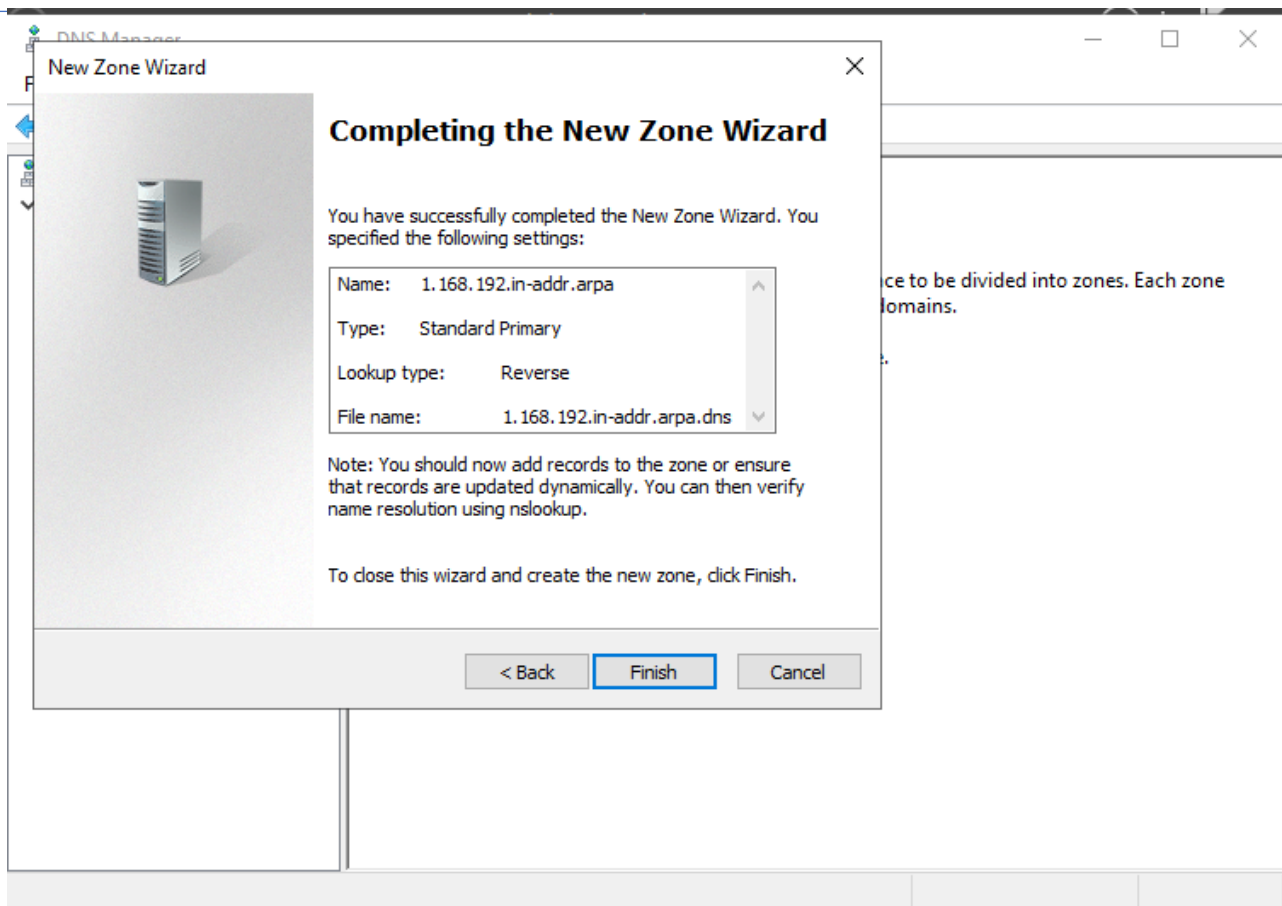 DNS Manager
New Zone Wizard
F
Completing the New Zone Wizard
You have successfully completed the New Zone Wizard. You
specified the following settings:
Name: 1.168.192.in-addr.arpa
Type: Standard Primary
Lookup type: Reverse
File name: 1.168.192.in-addr.arpa.dns
Note: You should now add records to the zone or ensure
that records are updated dynamically. You can then verify
name resolution using nslookup.
To close this wizard and create the new zone, click Finish.
< Back
Finish
Cancel
to be divided into zones. Each zone